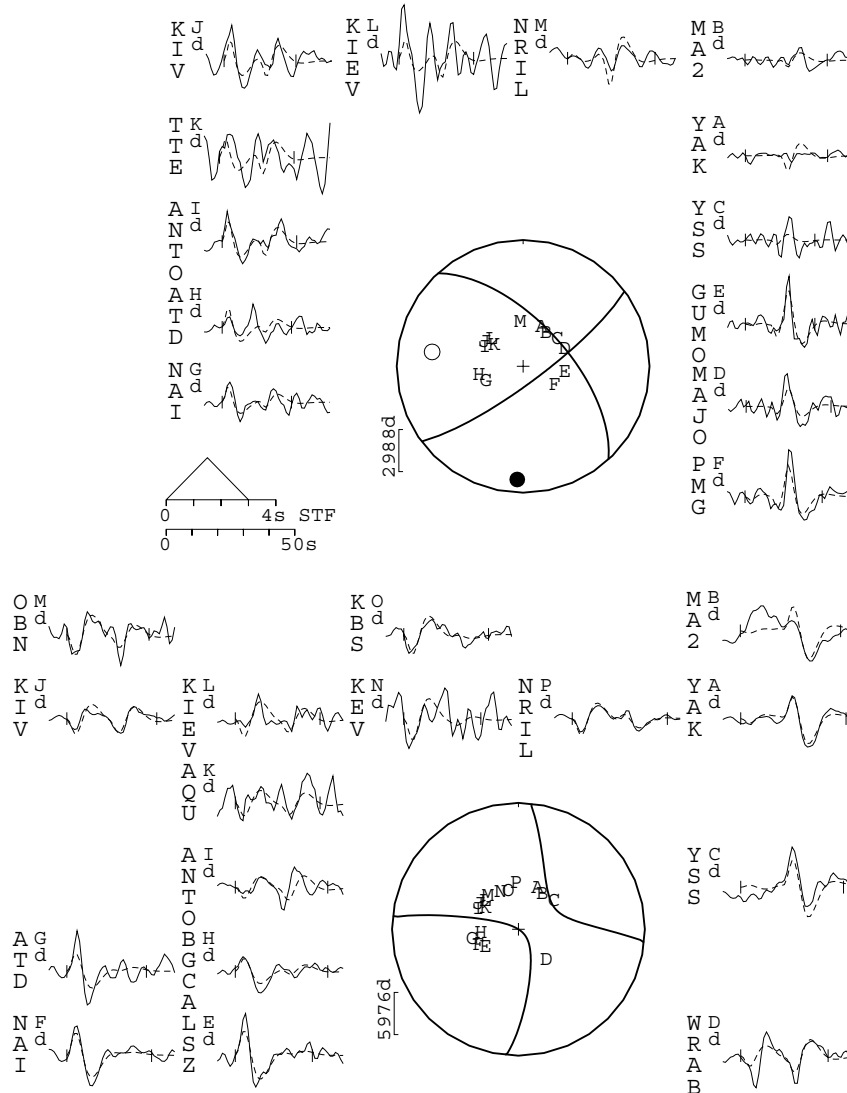 KIV J d
KIEV L d
NRIL M d
MA2 B d
TTE K d
YAK A d
ANTO I d
YSS C d
ATD H d
GUMO E d
NAI G d
MAJO D d
PMG F d
M A B C D E F
L J K H G
2988d
0 4s STF
0 50s
OBN M d
KBS O d
MA2 B d
KIV J d
KIEV L d
KEV N d
NRIL P d
YAK A d
AQU K d
ANTO I d
YSS C d
ATD G d
BGCA H d
NAI F d
LSZ E d
WRAB D d
P O N M A B C
K H G E D
5976d